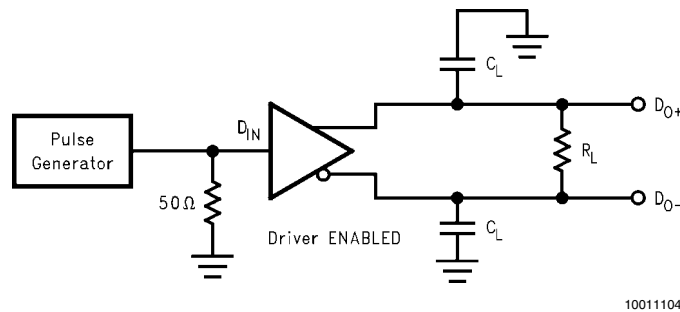 C_L
D_IN
D_O+
Pulse
Generator
R_L
50Ω
D_O−
Driver ENABLED
C_L
10011104